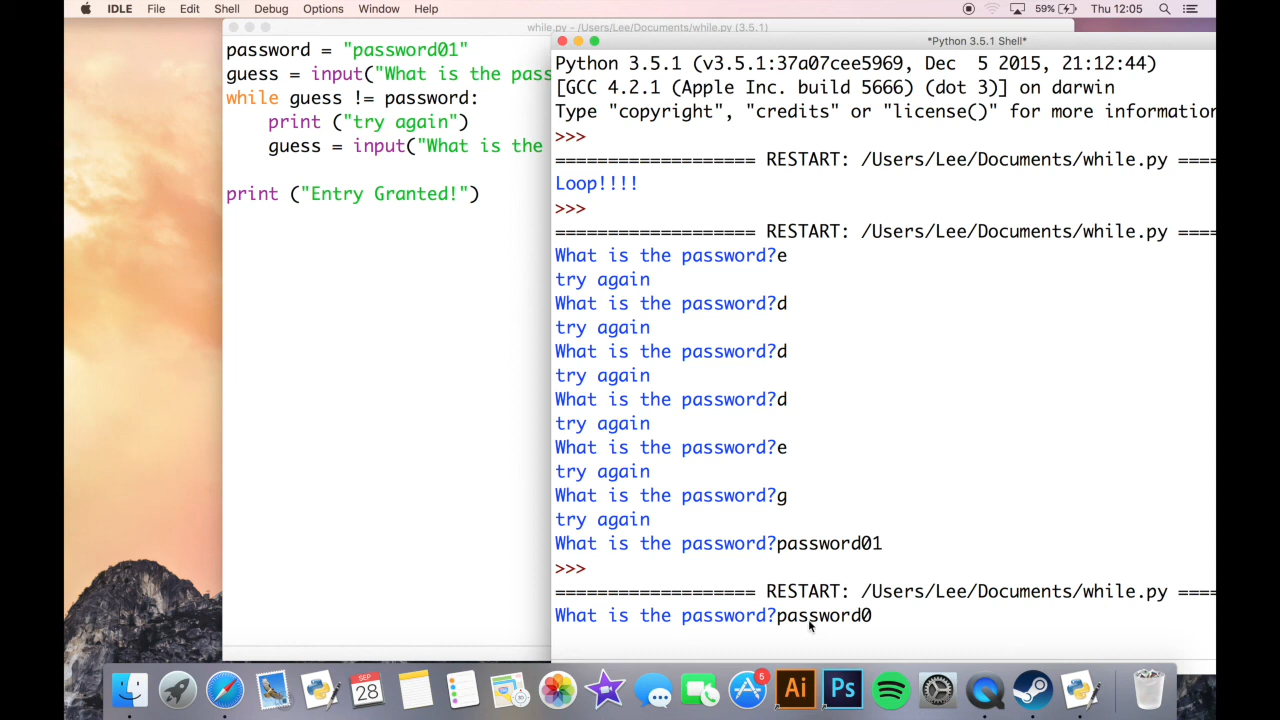 IDLE File Edit Shell Debug Options Window Help 59% Thu 12:05
while.py - /Users/Lee/Documents/while.py (3.5.1)
password = "password01"
guess = input("What is the pass
while guess != password:
    print ("try again")
    guess = input("What is the
print ("Entry Granted!")
*Python 3.5.1 Shell*
Python 3.5.1 (v3.5.1:37a07cee5969, Dec  5 2015, 21:12:44)
[GCC 4.2.1 (Apple Inc. build 5666) (dot 3)] on darwin
Type "copyright", "credits" or "license()" for more information
>>>
=================== RESTART: /Users/Lee/Documents/while.py ====
Loop!!!!
>>>
=================== RESTART: /Users/Lee/Documents/while.py ====
What is the password?e
try again
What is the password?d
try again
What is the password?d
try again
What is the password?d
try again
What is the password?e
try again
What is the password?g
try again
What is the password?password01
>>>
=================== RESTART: /Users/Lee/Documents/while.py ====
What is the password?password0
SEP
28
5
Ai
Ps